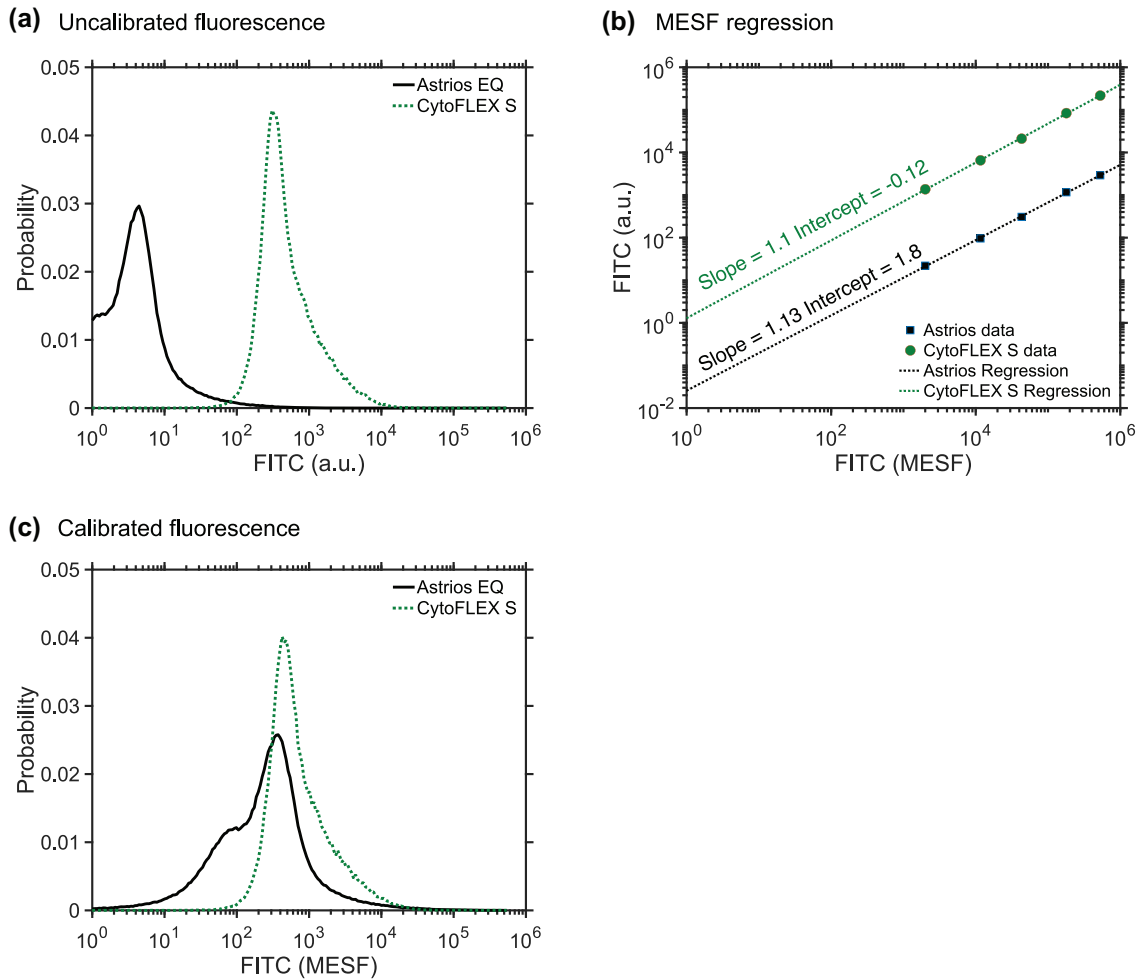 (a) Uncalibrated fluorescence
0.05
0.04
0.03
0.02
0.01
0
Probability
Astrios EQ
CytoFLEX S
10^0 10^1 10^2 10^3 10^4 10^5 10^6
FITC (a.u.)
(b) MESF regression
10^6
10^4
10^2
10^0
10^-2
FITC (a.u.)
Slope = 1.1 Intercept = -0.12
Slope = 1.13 Intercept = 1.8
Astrios data
CytoFLEX S data
Astrios Regression
CytoFLEX S Regression
10^0 10^2 10^4 10^6
FITC (MESF)
(c) Calibrated fluorescence
0.05
0.04
0.03
0.02
0.01
0
Probability
Astrios EQ
CytoFLEX S
10^0 10^1 10^2 10^3 10^4 10^5 10^6
FITC (MESF)